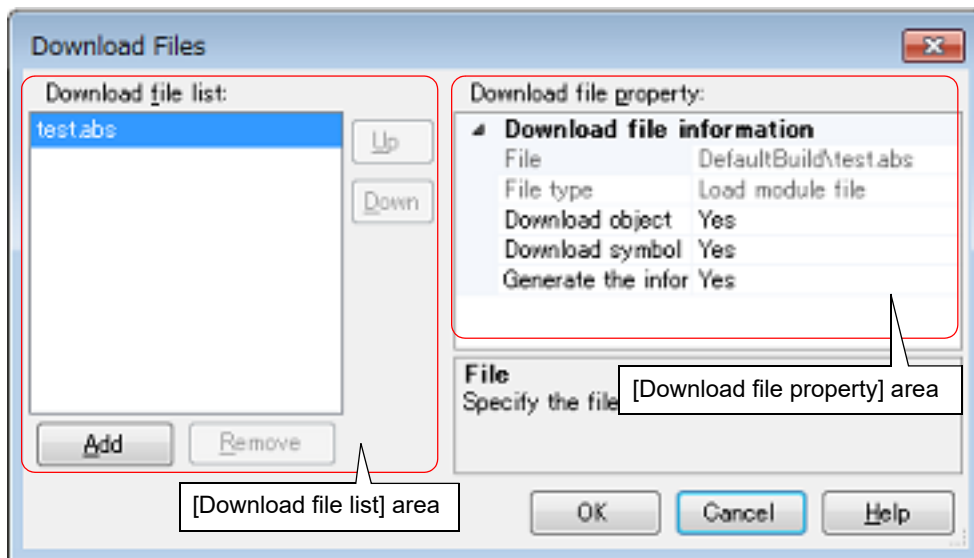 Download Files
Download file list:
test.abs
Up
Down
Add
Remove
[Download file list] area
Download file property:
Download file information
File DefaultBuild\test.abs
File type Load module file
Download object Yes
Download symbol Yes
Generate the infor Yes
File
Specify the file
[Download file property] area
OK
Cancel
Help